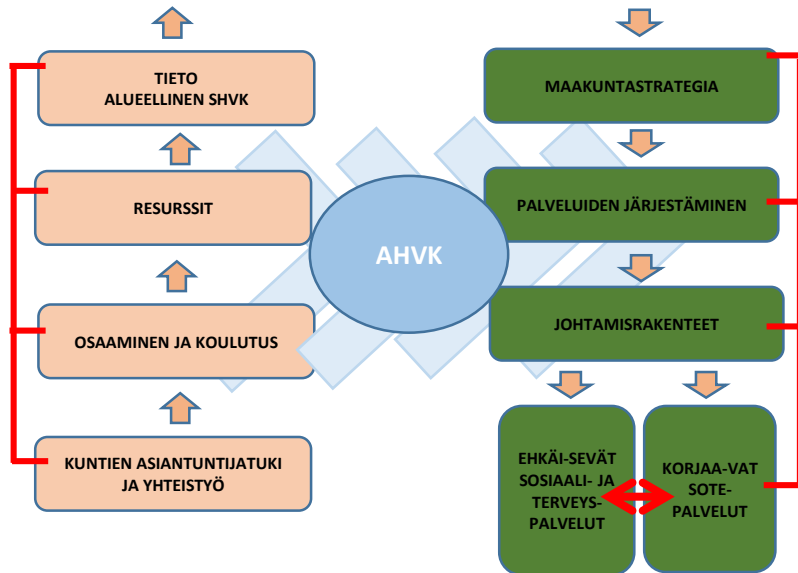 TIETO
ALUEELLINEN SHVK
RESURSSIT
OSAAMINEN JA KOULUTUS
KUNTIEN ASIANTUNTIJATUKI
JA YHTEISTYÖ
AHVK
MAAKUNTASTRATEGIA
PALVELUIDEN JÄRJESTÄMINEN
JOHTAMISRAKENTEET
EHKÄI-SEVÄT
SOSIAALI- JA
TERVEYS-
PALVELUT
KORJAA-VAT
SOTE-
PALVELUT